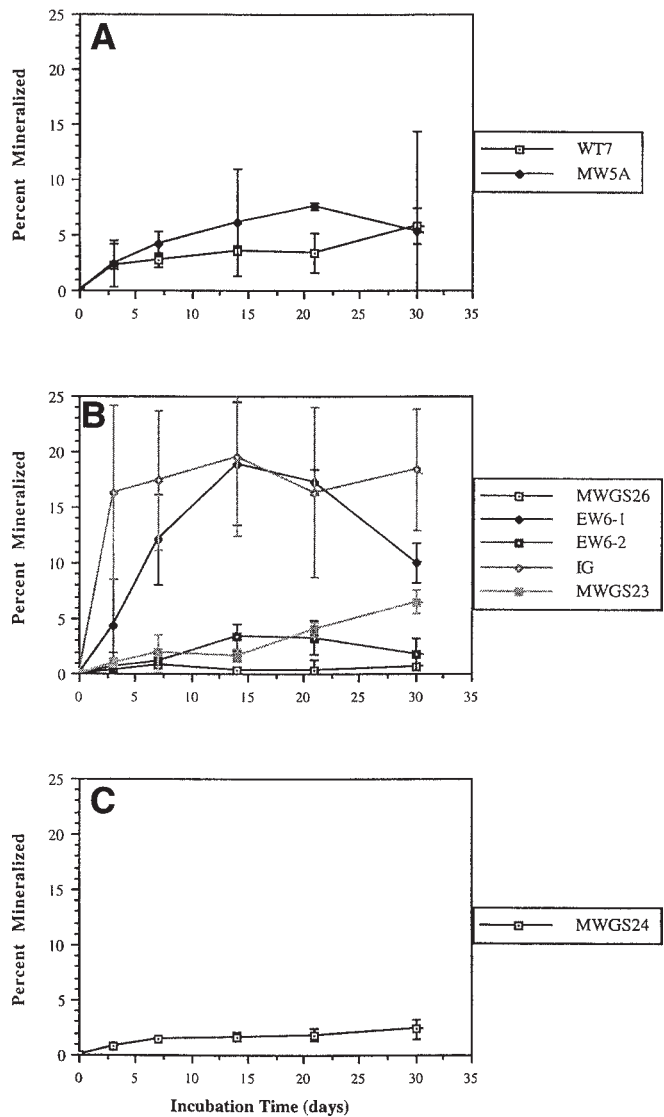 A
Percent Mineralized
25
20
15
10
5
0
0 5 10 15 20 25 30 35
WT7
MW5A
B
Percent Mineralized
25
20
15
10
5
0
0 5 10 15 20 25 30 35
MWGS26
EW6-1
EW6-2
IG
MWGS23
C
Percent Mineralized
25
20
15
10
5
0
0 5 10 15 20 25 30 35
MWGS24
Incubation Time (days)